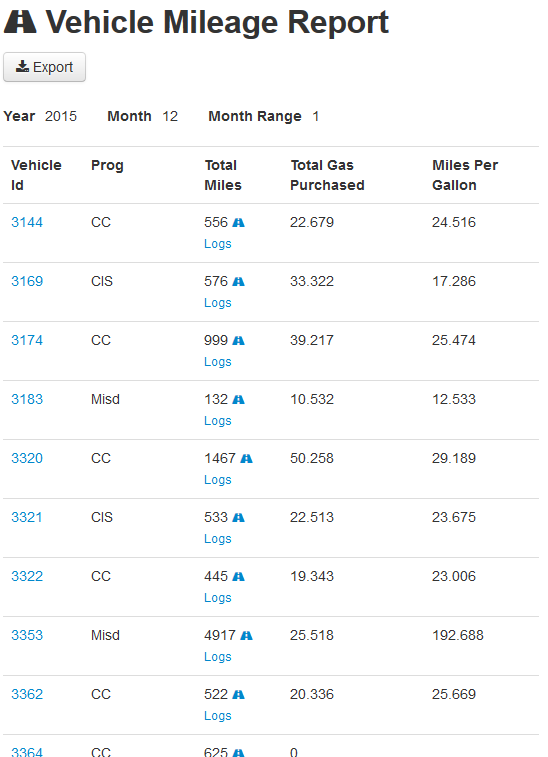 Vehicle Mileage Report
Export
Year 2015 Month 12 Month Range 1
Vehicle Id Prog Total Miles Total Gas Purchased Miles Per Gallon
3144 CC 556 22.679 24.516
Logs
3169 CIS 576 33.322 17.286
Logs
3174 CC 999 39.217 25.474
Logs
3183 Misd 132 10.532 12.533
Logs
3320 CC 1467 50.258 29.189
Logs
3321 CIS 533 22.513 23.675
Logs
3322 CC 445 19.343 23.006
Logs
3353 Misd 4917 25.518 192.688
Logs
3362 CC 522 20.336 25.669
Logs
3364 CC 625 0